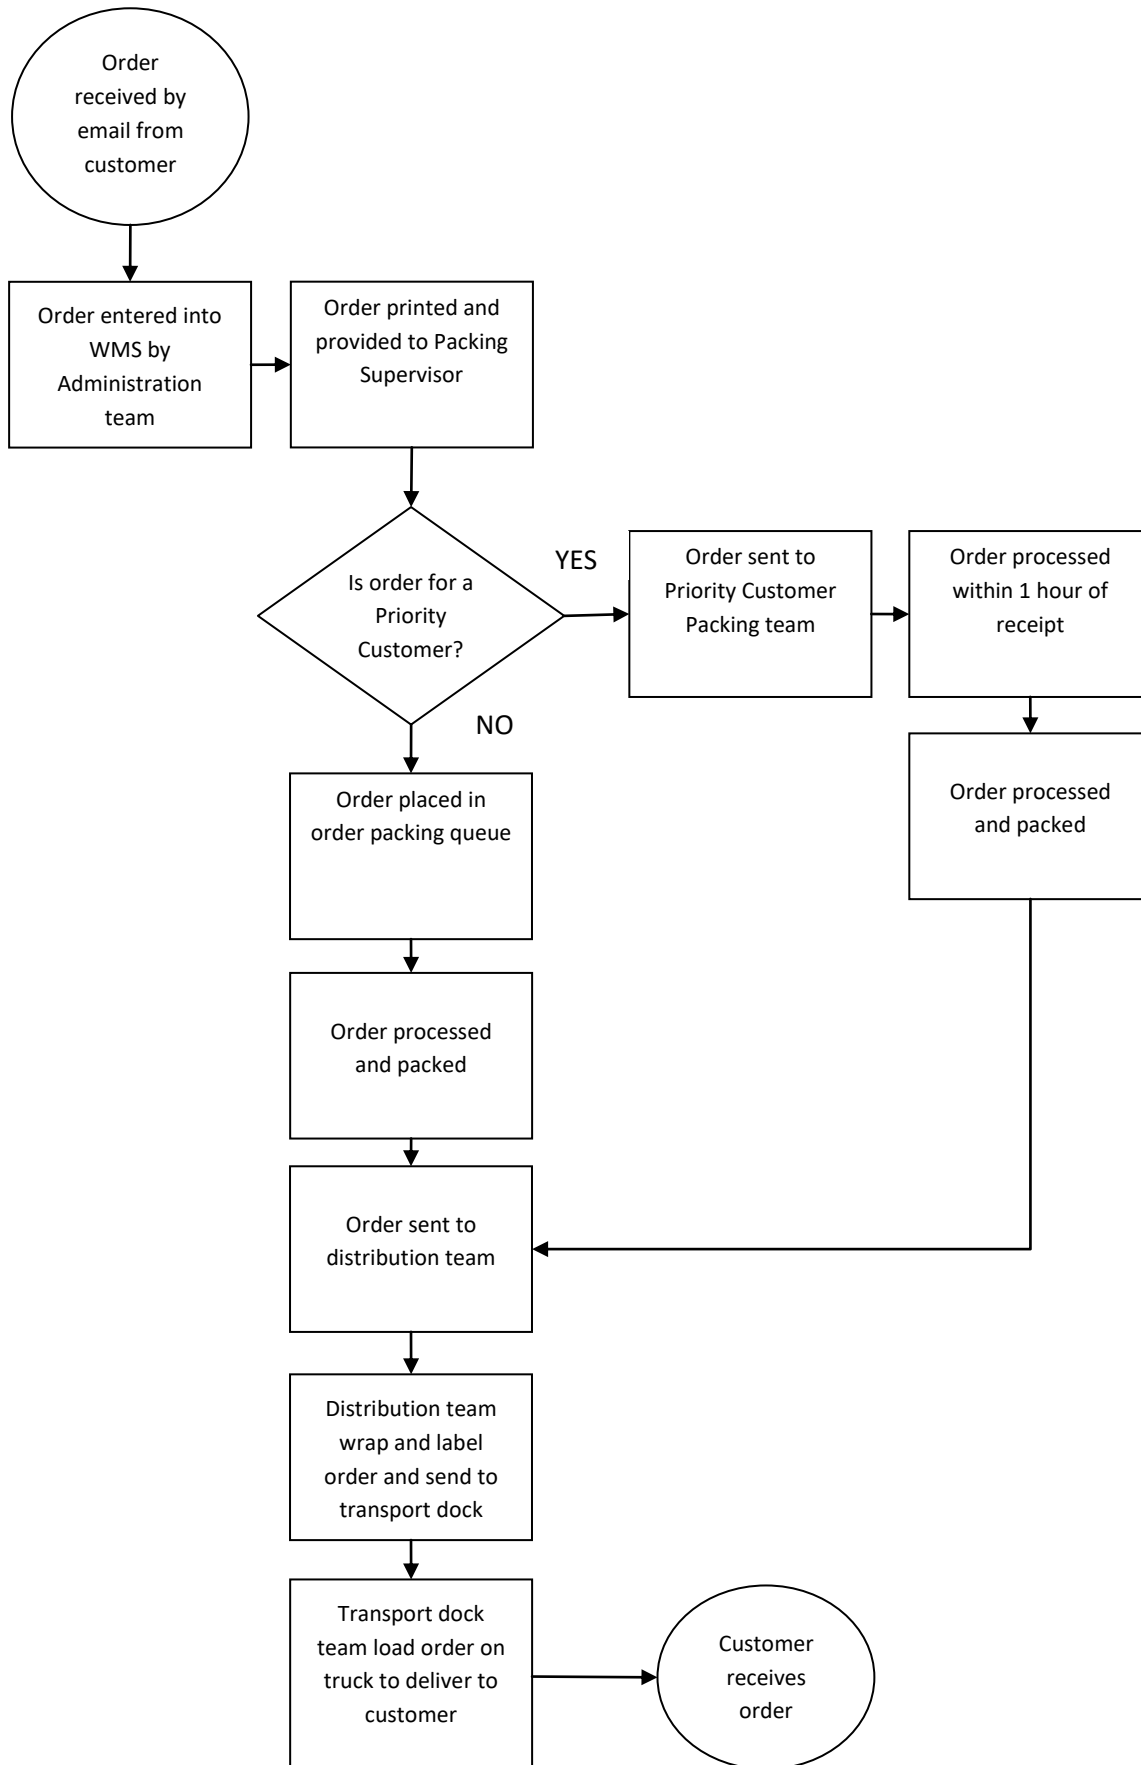 Order
received by
email from
customer
Order entered into
WMS by
Administration
team
Order printed and
provided to Packing
Supervisor
Is order for a
Priority
Customer?
YES
Order sent to
Priority Customer
Packing team
Order processed
within 1 hour of
receipt
NO
Order processed
and packed
Order placed in
order packing queue
Order processed
and packed
Order sent to
distribution team
Distribution team
wrap and label
order and send to
transport dock
Transport dock
team load order on
truck to deliver to
customer
Customer
receives
order